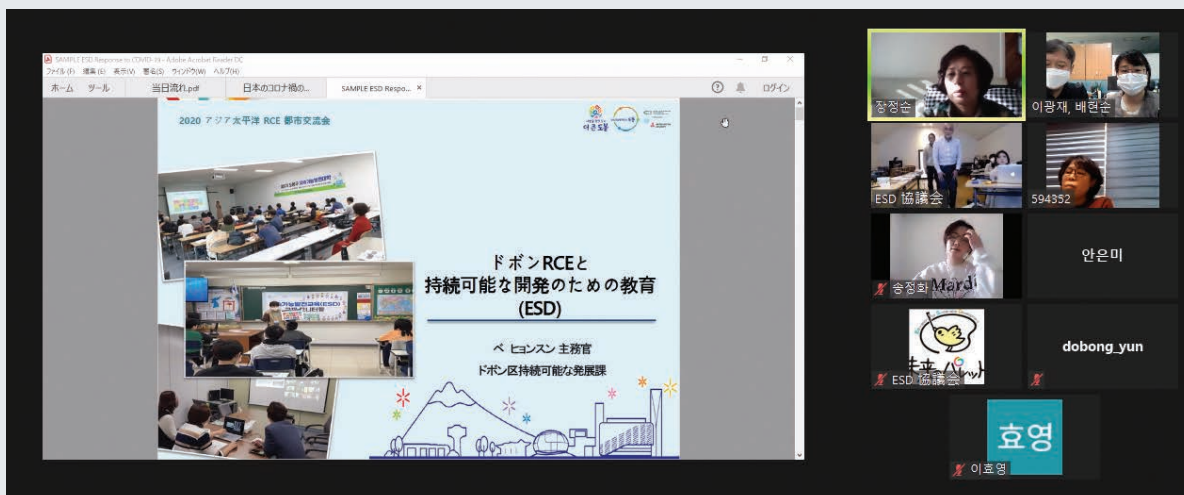 SAMPLE ESD Response to COVID-19 - Adobe Acrobat Reader DC
ファイル(F) 編集(E) 表示(V) 署名(S) ウィンドウ(W) ヘルプ(H)
ホーム ツール 当日流れ.pdf 日本のコロナ禍の... SAMPLE ESD Respo... × ログイン
2020 アジア太平洋 RCE 都市交流会
ドボンRCEと
持続可能な開発のための教育
(ESD)
ペ ヒョンスン 主務官
ドボン区持続可能な発展課
장정순
이광재, 배현순
ESD 協議会
594352
송정화
Mardi
안은미
未来パレット
ESD 協議会
dobong_yun
효영
이효영